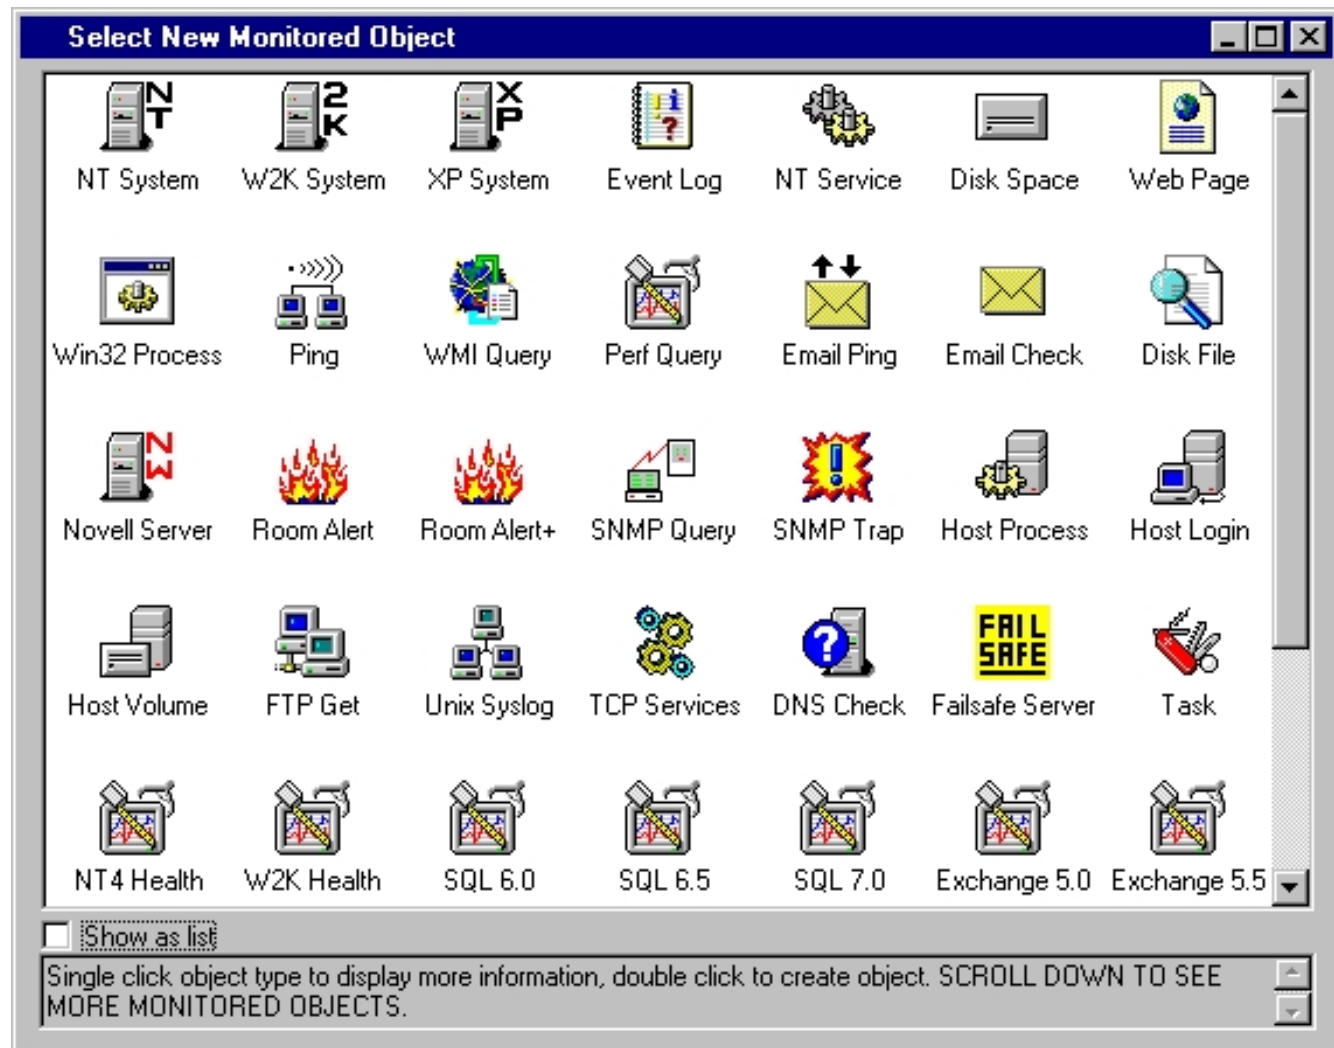 Select New Monitored Object
NT
2K
XP
NT System W2K System XP System Event Log NT Service Disk Space Web Page
Win32 Process Ping WMI Query Perf Query Email Ping Email Check Disk File
NW
Novell Server Room Alert Room Alert+ SNMP Query SNMP Trap Host Process Host Login
FAIL
SAFE
Host Volume FTP Get Unix Syslog TCP Services DNS Check Failsafe Server Task
NT4 Health W2K Health SQL 6.0 SQL 6.5 SQL 7.0 Exchange 5.0 Exchange 5.5
Show as list
Single click object type to display more information, double click to create object. SCROLL DOWN TO SEE
MORE MONITORED OBJECTS.